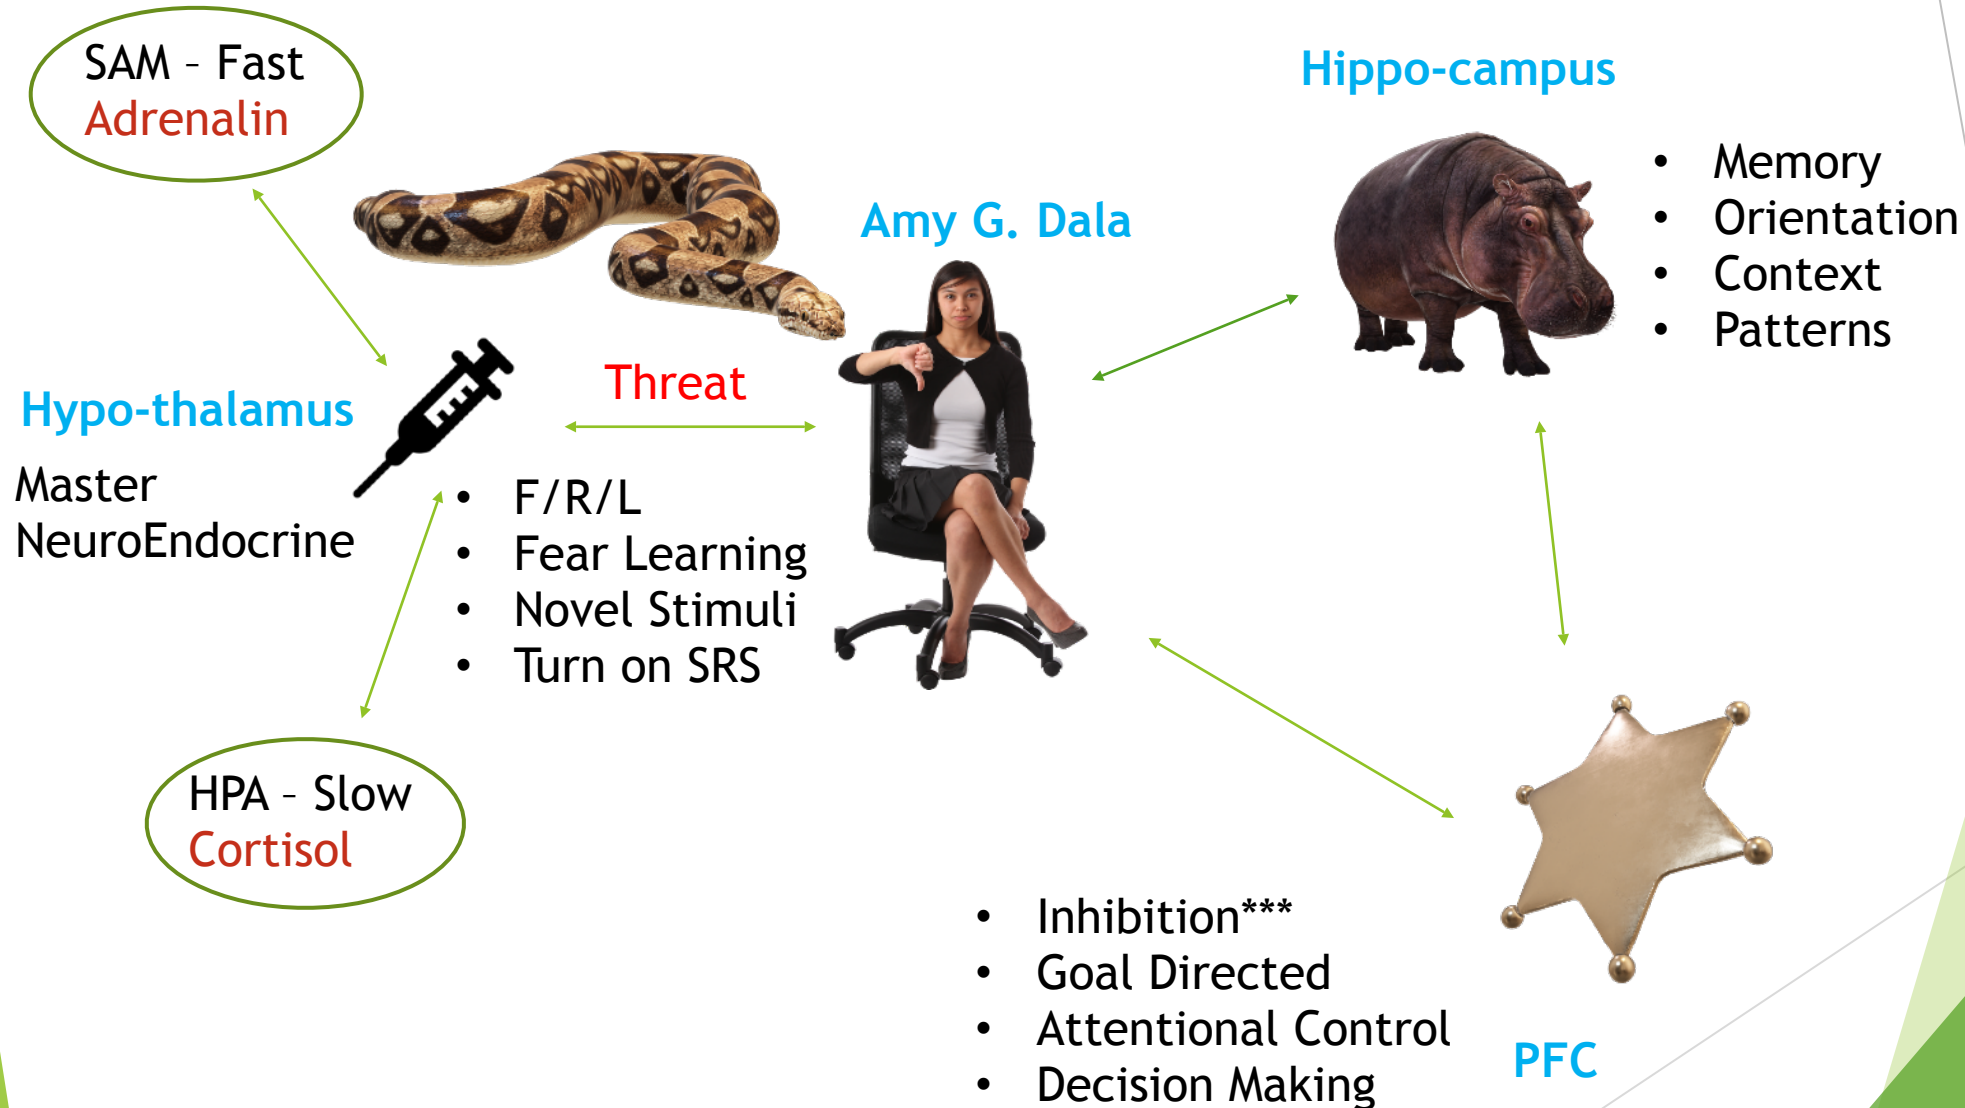 SAM – Fast
Adrenalin
Hippo-campus
• Memory
• Orientation
• Context
• Patterns
Amy G. Dala
Threat
Hypo-thalamus
Master
NeuroEndocrine
• F/R/L
• Fear Learning
• Novel Stimuli
• Turn on SRS
HPA – Slow
Cortisol
• Inhibition***
• Goal Directed
• Attentional Control
• Decision Making
PFC